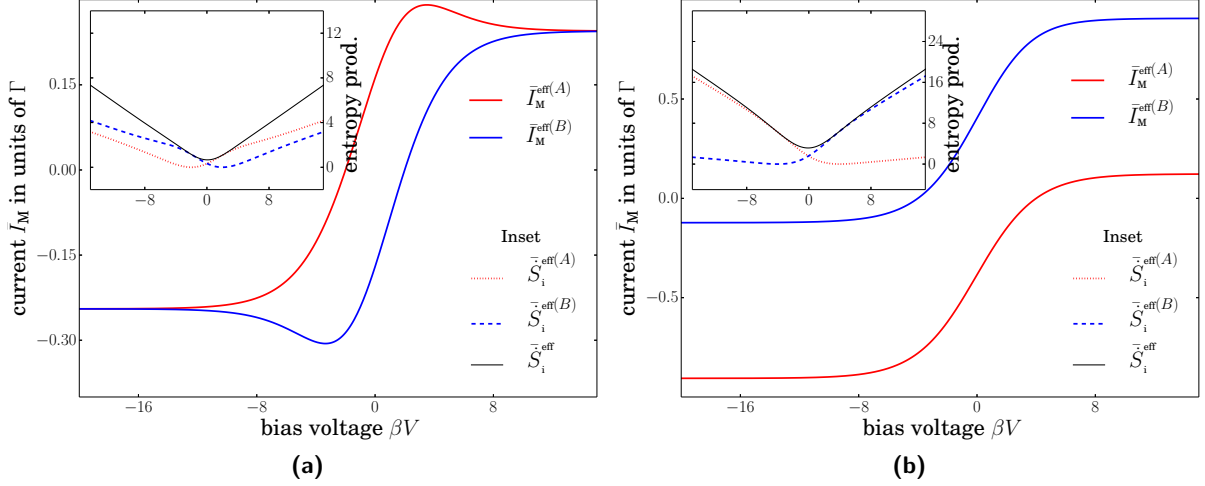 current Ī_M in units of Γ
0.15
0.00
−0.15
−0.30
−16
−8
0
8
bias voltage βV
12
8
4
0
entropy prod.
−8
0
8
Ī_M^eff(A)
Ī_M^eff(B)
Inset
S̄̇_i^eff(A)
S̄̇_i^eff(B)
S̄̇_i^eff
(a)
current Ī_M in units of Γ
0.5
0.0
−0.5
−16
−8
0
8
bias voltage βV
24
16
8
0
entropy prod.
−8
0
8
Ī_M^eff(A)
Ī_M^eff(B)
Inset
S̄̇_i^eff(A)
S̄̇_i^eff(B)
S̄̇_i^eff
(b)